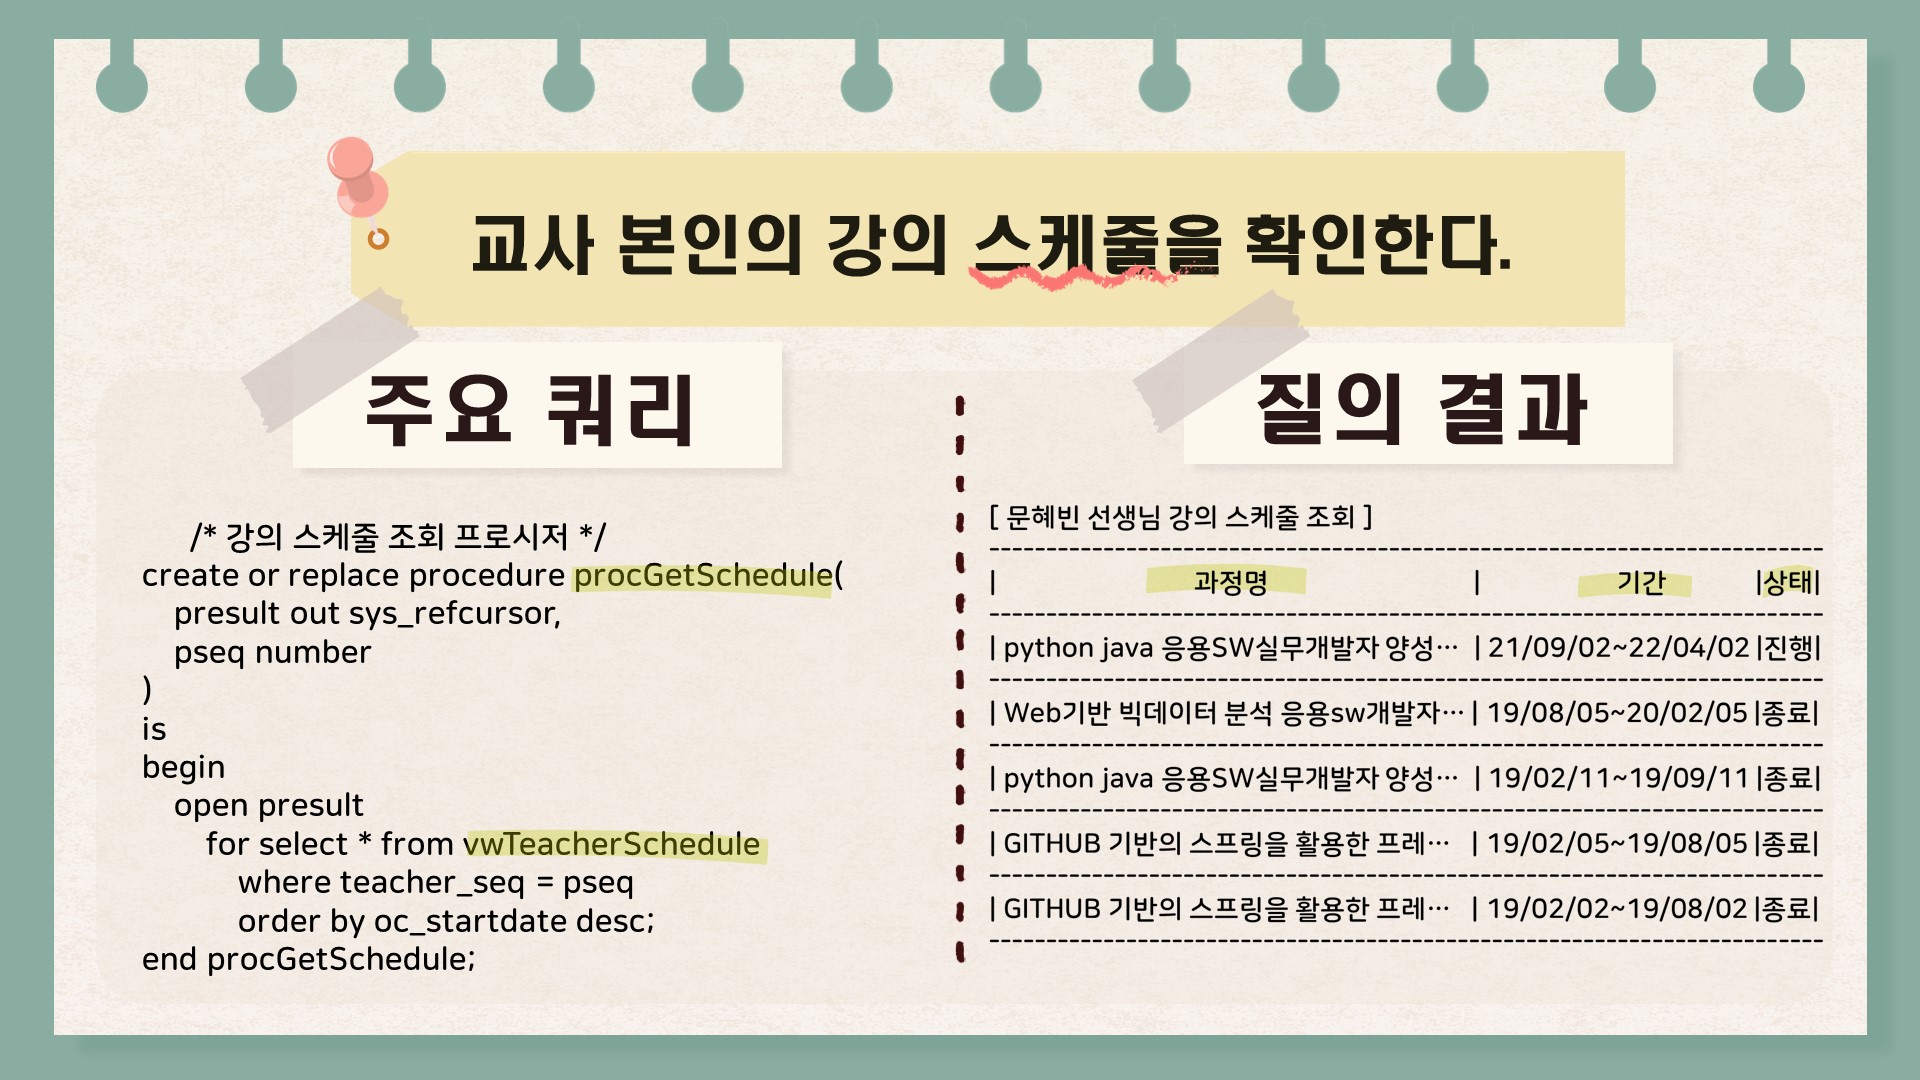 교사 본인의 강의 스케줄을 확인한다.
주요 쿼리
/* 강의 스케줄 조회 프로시저 */
create or replace procedure procGetSchedule(
presult out sys_refcursor,
pseq number
)
is
begin
open presult
for select * from vwTeacherSchedule
where teacher_seq = pseq
order by oc_startdate desc;
end procGetSchedule;
질의 결과
[ 문혜빈 선생님 강의 스케줄 조회 ]
--------------------------------------------------------------------------------
| 과정명 | 기간 |상태|
--------------------------------------------------------------------------------
| python java 응용SW실무개발자 양성… | 21/09/02~22/04/02 |진행|
--------------------------------------------------------------------------------
| Web기반 빅데이터 분석 응용sw개발자… | 19/08/05~20/02/05 |종료|
--------------------------------------------------------------------------------
| python java 응용SW실무개발자 양성… | 19/02/11~19/09/11 |종료|
--------------------------------------------------------------------------------
| GITHUB 기반의 스프링을 활용한 프레… | 19/02/05~19/08/05 |종료|
--------------------------------------------------------------------------------
| GITHUB 기반의 스프링을 활용한 프레… | 19/02/02~19/08/02 |종료|
--------------------------------------------------------------------------------